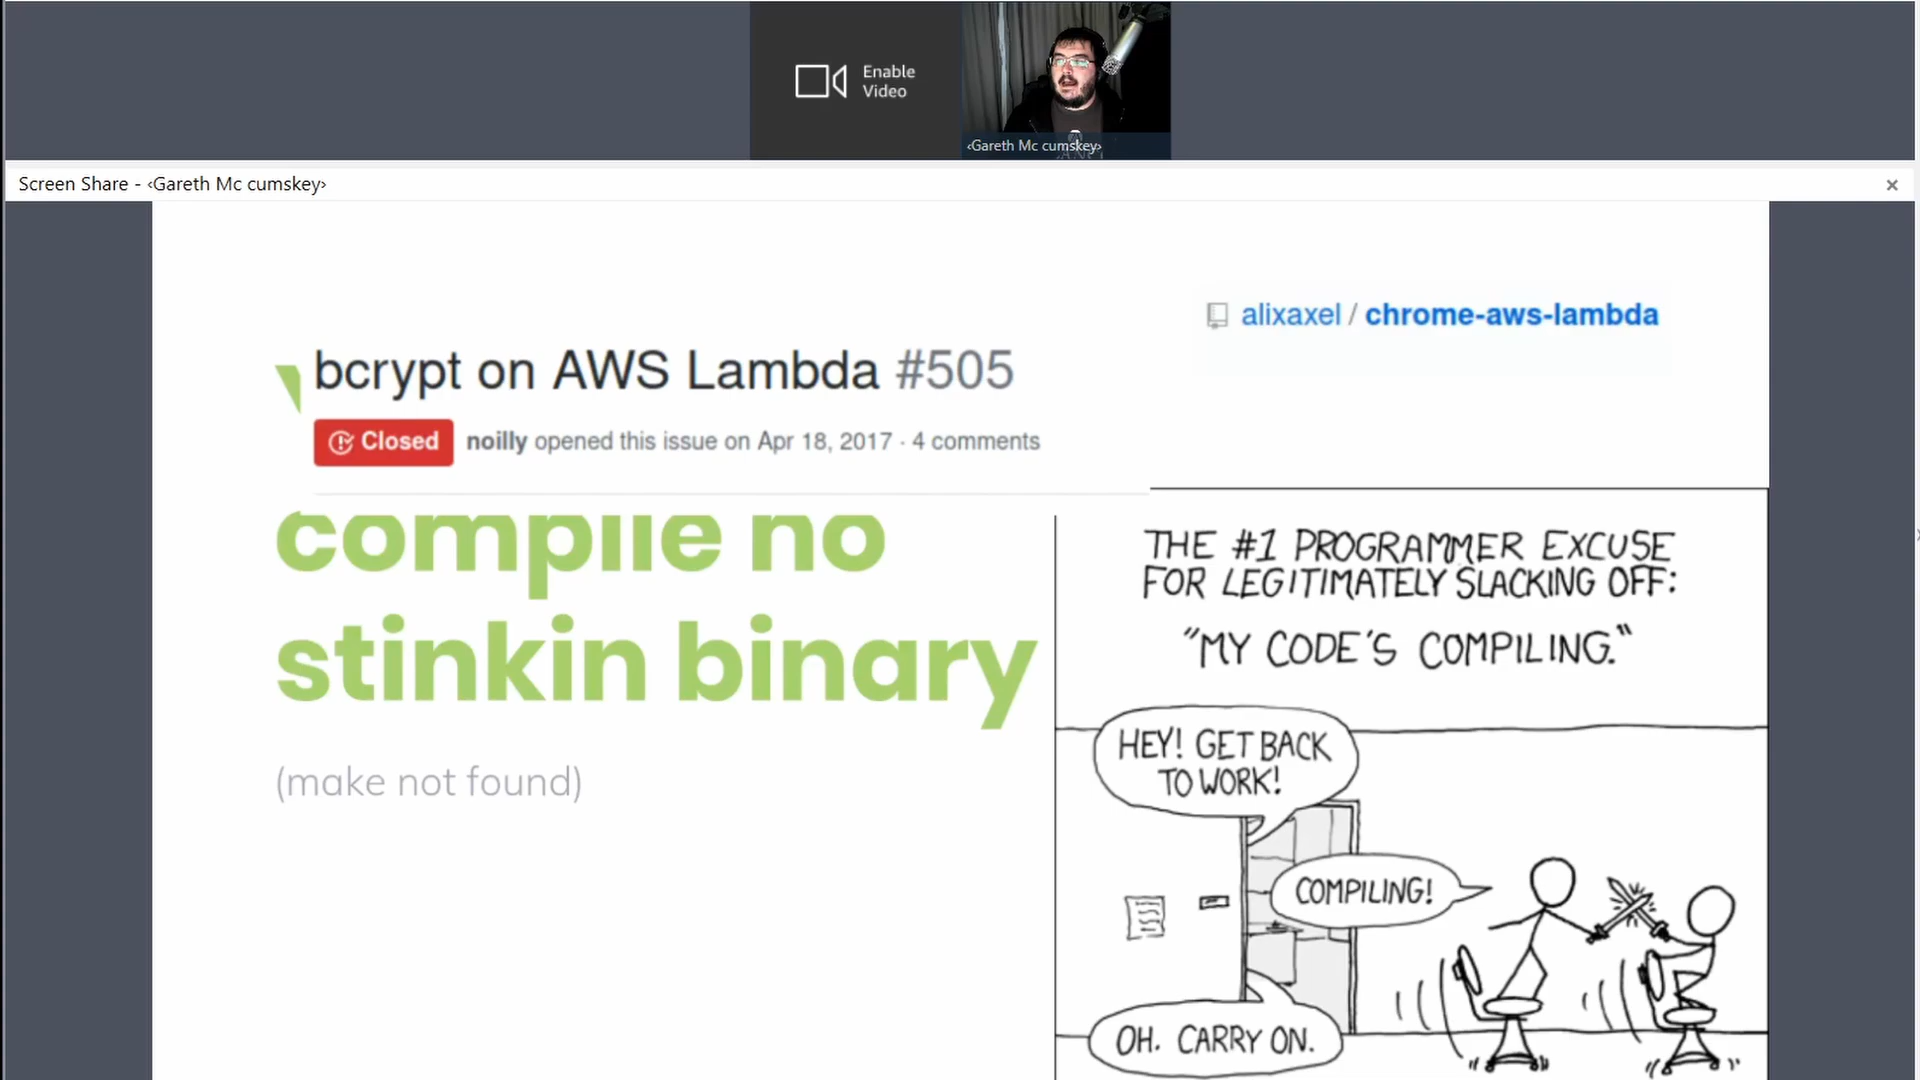 Enable
Video
‹Gareth Mc cumskey›
Screen Share - ‹Gareth Mc cumskey›
alixaxel / chrome-aws-lambda
bcrypt on AWS Lambda #505
Closed noilly opened this issue on Apr 18, 2017 · 4 comments
compile no
stinkin binary
(make not found)
THE #1 PROGRAMMER EXCUSE
FOR LEGITIMATELY SLACKING OFF:
"MY CODE'S COMPILING."
HEY! GET BACK
TO WORK!
COMPILING!
OH. CARRY ON.